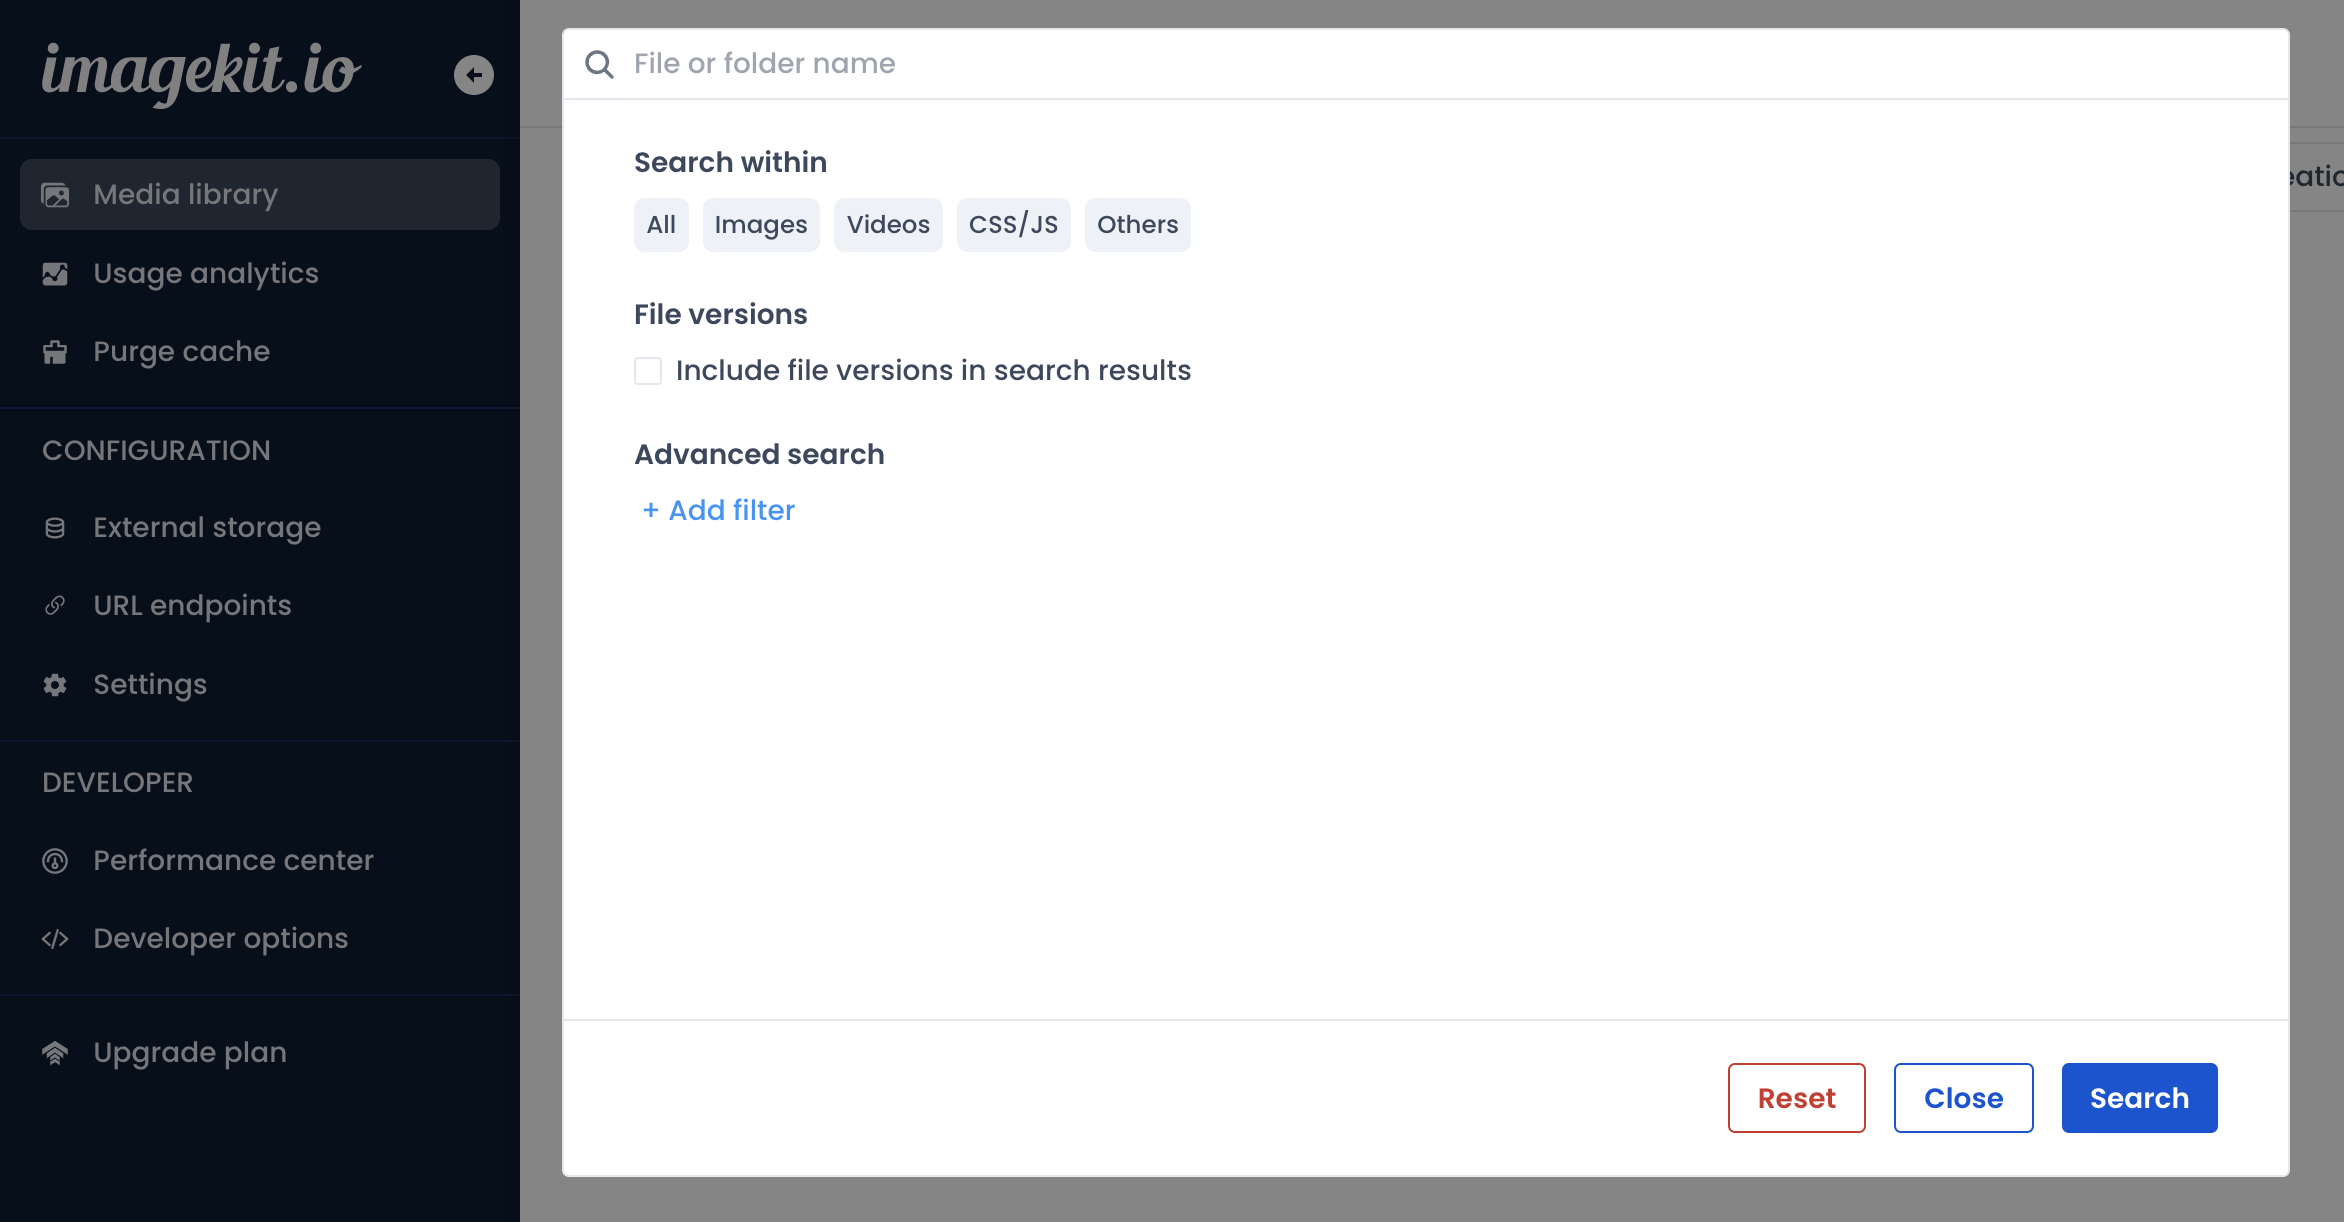 imagekit.io
Media library
Usage analytics
Purge cache
CONFIGURATION
External storage
URL endpoints
Settings
DEVELOPER
Performance center
Developer options
Upgrade plan
File or folder name
Search within
All Images Videos CSS/JS Others
File versions
Include file versions in search results
Advanced search
+ Add filter
Reset Close Search